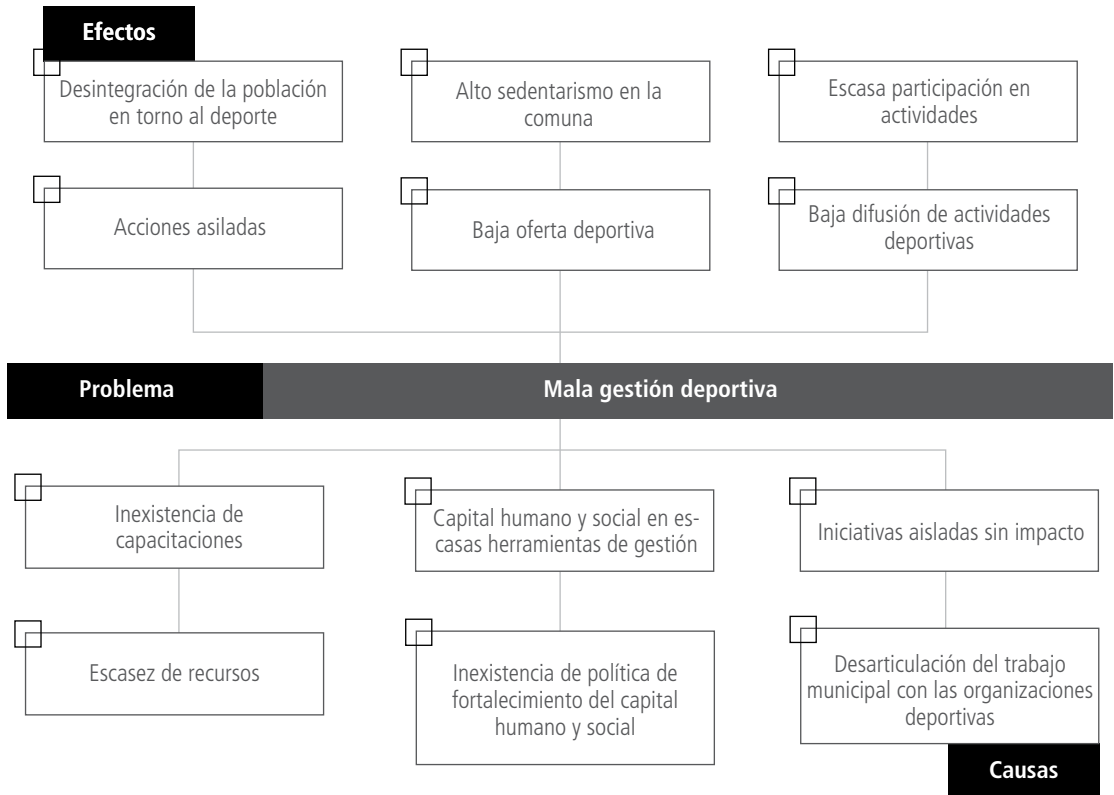 Efectos
Desintegración de la población
en torno al deporte
Alto sedentarismo en la
comuna
Escasa participación en
actividades
Acciones asiladas
Baja oferta deportiva
Baja difusión de actividades
deportivas
Problema
Mala gestión deportiva
Inexistencia de
capacitaciones
Capital humano y social en es-
casas herramientas de gestión
Iniciativas aisladas sin impacto
Escasez de recursos
Inexistencia de política de
fortalecimiento del capital
humano y social
Desarticulación del trabajo
municipal con las organizaciones
deportivas
Causas